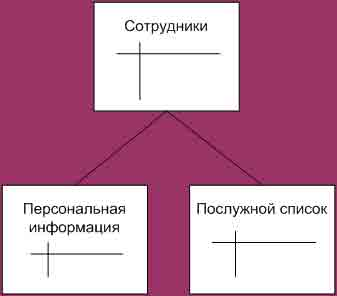 Сотрудники
Персональная
информация
Послужной список